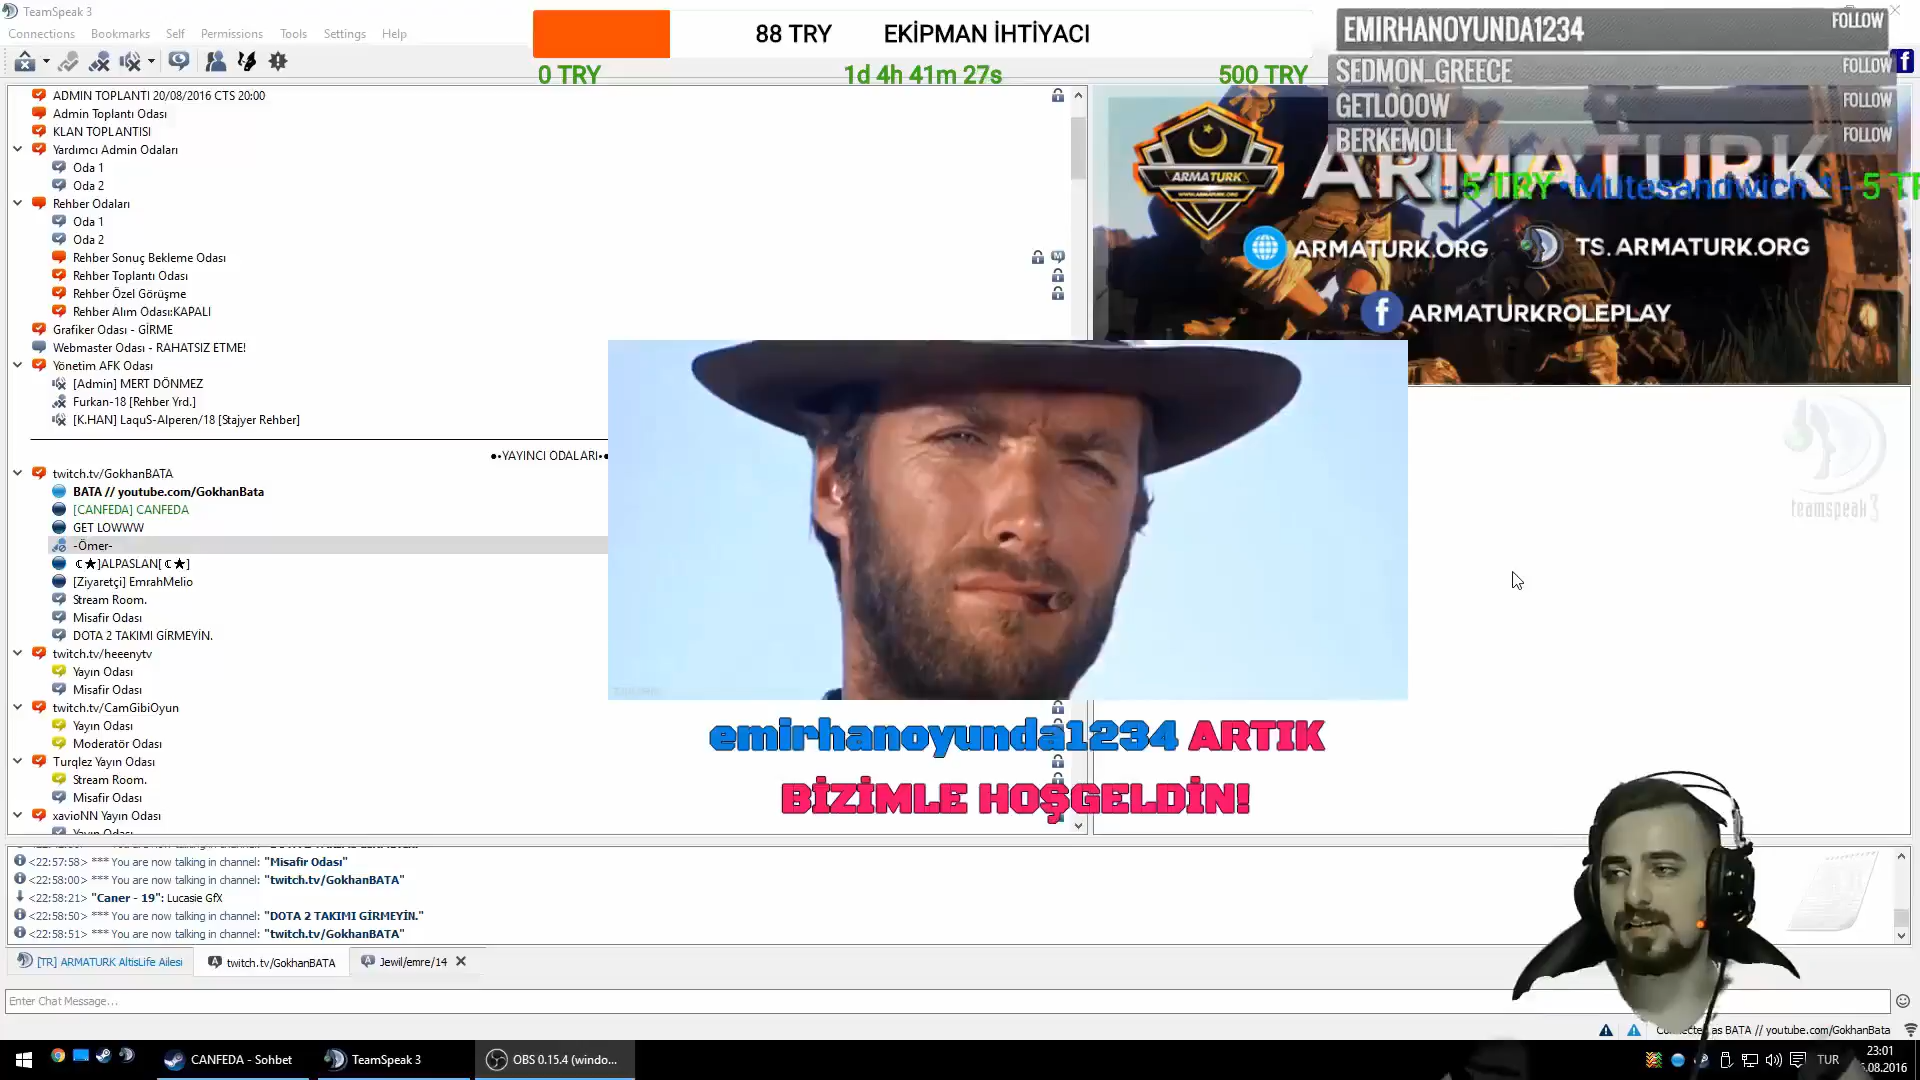 TeamSpeak 3
Connections Bookmarks Self Permissions Tools Settings Help
88 TRY EKİPMAN İHTİYACI
0 TRY 1d 4h 41m 27s 500 TRY
EMIRHANOYUNDA1234 FOLLOW
SEDMON_GREECE FOLLOW
GETLOOOW FOLLOW
BERKEMOLL FOLLOW
ARMATURK
- 5 TRY • Mutesandwich * - 5
ARMATURK
ARMATURK.ORG
TS.ARMATURK.ORG
ARMATURKROLEPLAY
teamspeak 3
ADMIN TOPLANTI 20/08/2016 CTS 20:00
Admin Toplantı Odası
KLAN TOPLANTISI
Yardımcı Admin Odaları
Oda 1
Oda 2
Rehber Odaları
Oda 1
Oda 2
Rehber Sonuç Bekleme Odası
Rehber Toplantı Odası
Rehber Özel Görüşme
Rehber Alım Odası:KAPALI
Grafiker Odası - GİRME
Webmaster Odası - RAHATSIZ ETME!
Yönetim AFK Odası
[Admin] MERT DÖNMEZ
Furkan-18 [Rehber Yrd.]
[K.HAN] LaquS-Alperen/18 [Stajyer Rehber]
●•YAYINCI ODALARI•●
twitch.tv/GokhanBATA
BATA // youtube.com/GokhanBata
[CANFEDA] CANFEDA
GET LOWWW
-Ömer-
☾★]ALPASLAN[☾★]
[Ziyaretçi] EmrahMelio
Stream Room.
Misafir Odası
DOTA 2 TAKIMI GİRMEYİN.
twitch.tv/heeenytv
Yayın Odası
Misafir Odası
twitch.tv/CamGibiOyun
Yayın Odası
Moderatör Odası
Turqlez Yayın Odası
Stream Room.
Misafir Odası
xavioNN Yayın Odası
Yayın Odası
emirhanoyunda1234 ARTIK
BİZİMLE HOŞGELDİN!
<22:57:58> *** You are now talking in channel: "Misafir Odası"
<22:58:00> *** You are now talking in channel: "twitch.tv/GokhanBATA"
<22:58:21> "Caner - 19": Lucasie GfX
<22:58:50> *** You are now talking in channel: "DOTA 2 TAKIMI GİRMEYİN."
<22:58:51> *** You are now talking in channel: "twitch.tv/GokhanBATA"
[TR] ARMATURK AltisLife Ailesi twitch.tv/GokhanBATA Jewil/emre/14
Enter Chat Message...
as BATA // youtube.com/GokhanBata
CANFEDA - Sohbet TeamSpeak 3 OBS 0.15.4 (windo...
TUR
23:01
.08.2016